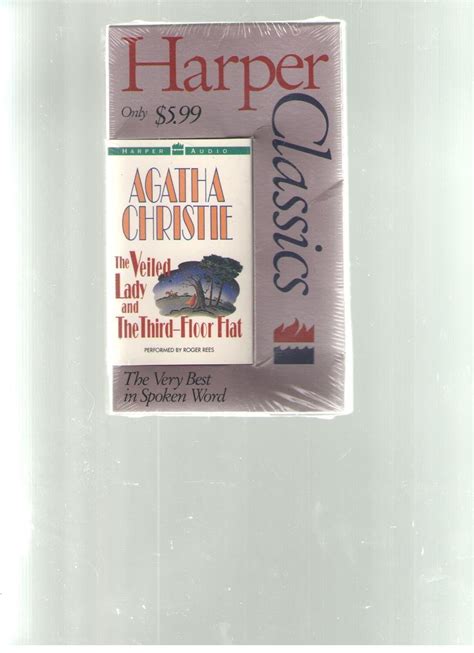 Harper
Classics
Only $5.99
HARPER AUDIO
AGATHA
CHRISTIE
The Veiled
Lady
and
The Third-Floor Flat
PERFORMED BY ROGER REES
The Very Best
in Spoken Word